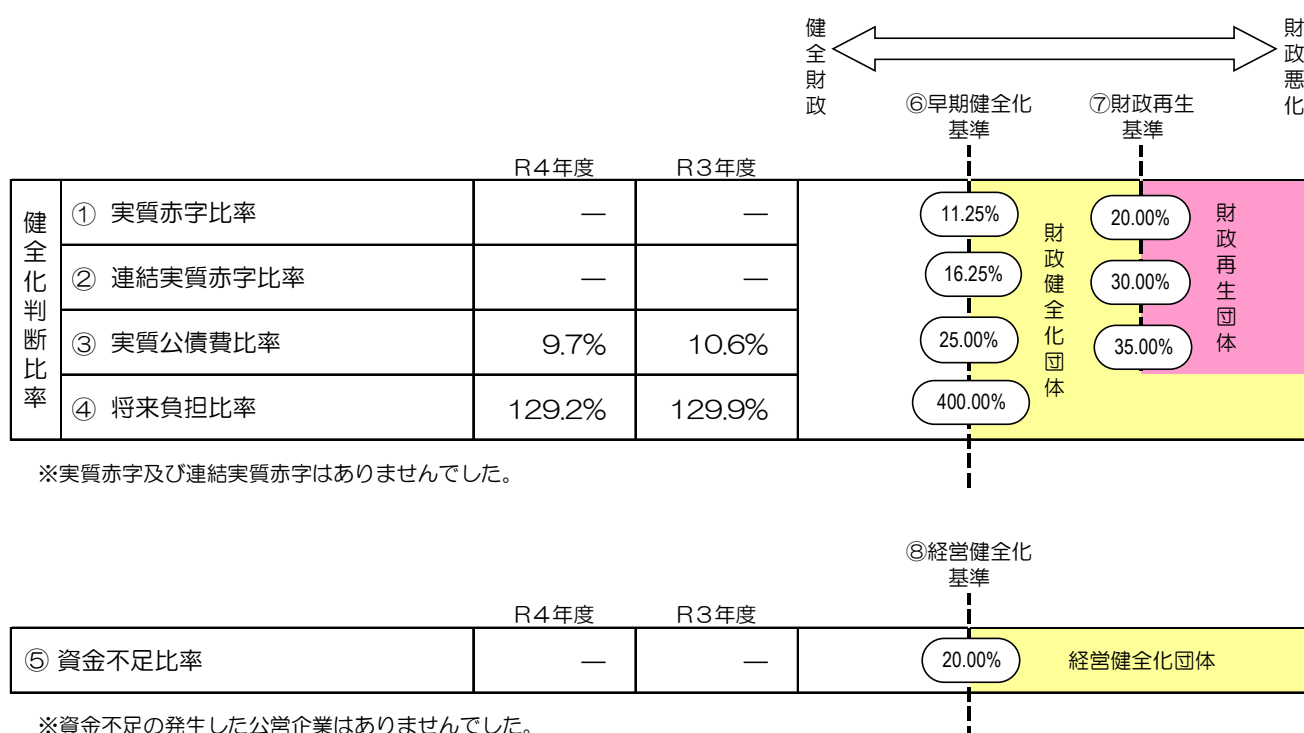 健全財政
財政悪化
⑥早期健全化
基準
⑦財政再生
基準
R4年度 R3年度
健全化判断比率
① 実質赤字比率 ― ― 11.25% 20.00%
② 連結実質赤字比率 ― ― 16.25% 30.00%
③ 実質公債費比率 9.7% 10.6% 25.00% 35.00%
④ 将来負担比率 129.2% 129.9% 400.00%
財政健全化団体
財政再生団体
※実質赤字及び連結実質赤字はありませんでした。
⑧経営健全化
基準
R4年度 R3年度
⑤ 資金不足比率 ― ― 20.00% 経営健全化団体
※資金不足の発生した公営企業はありませんでした。